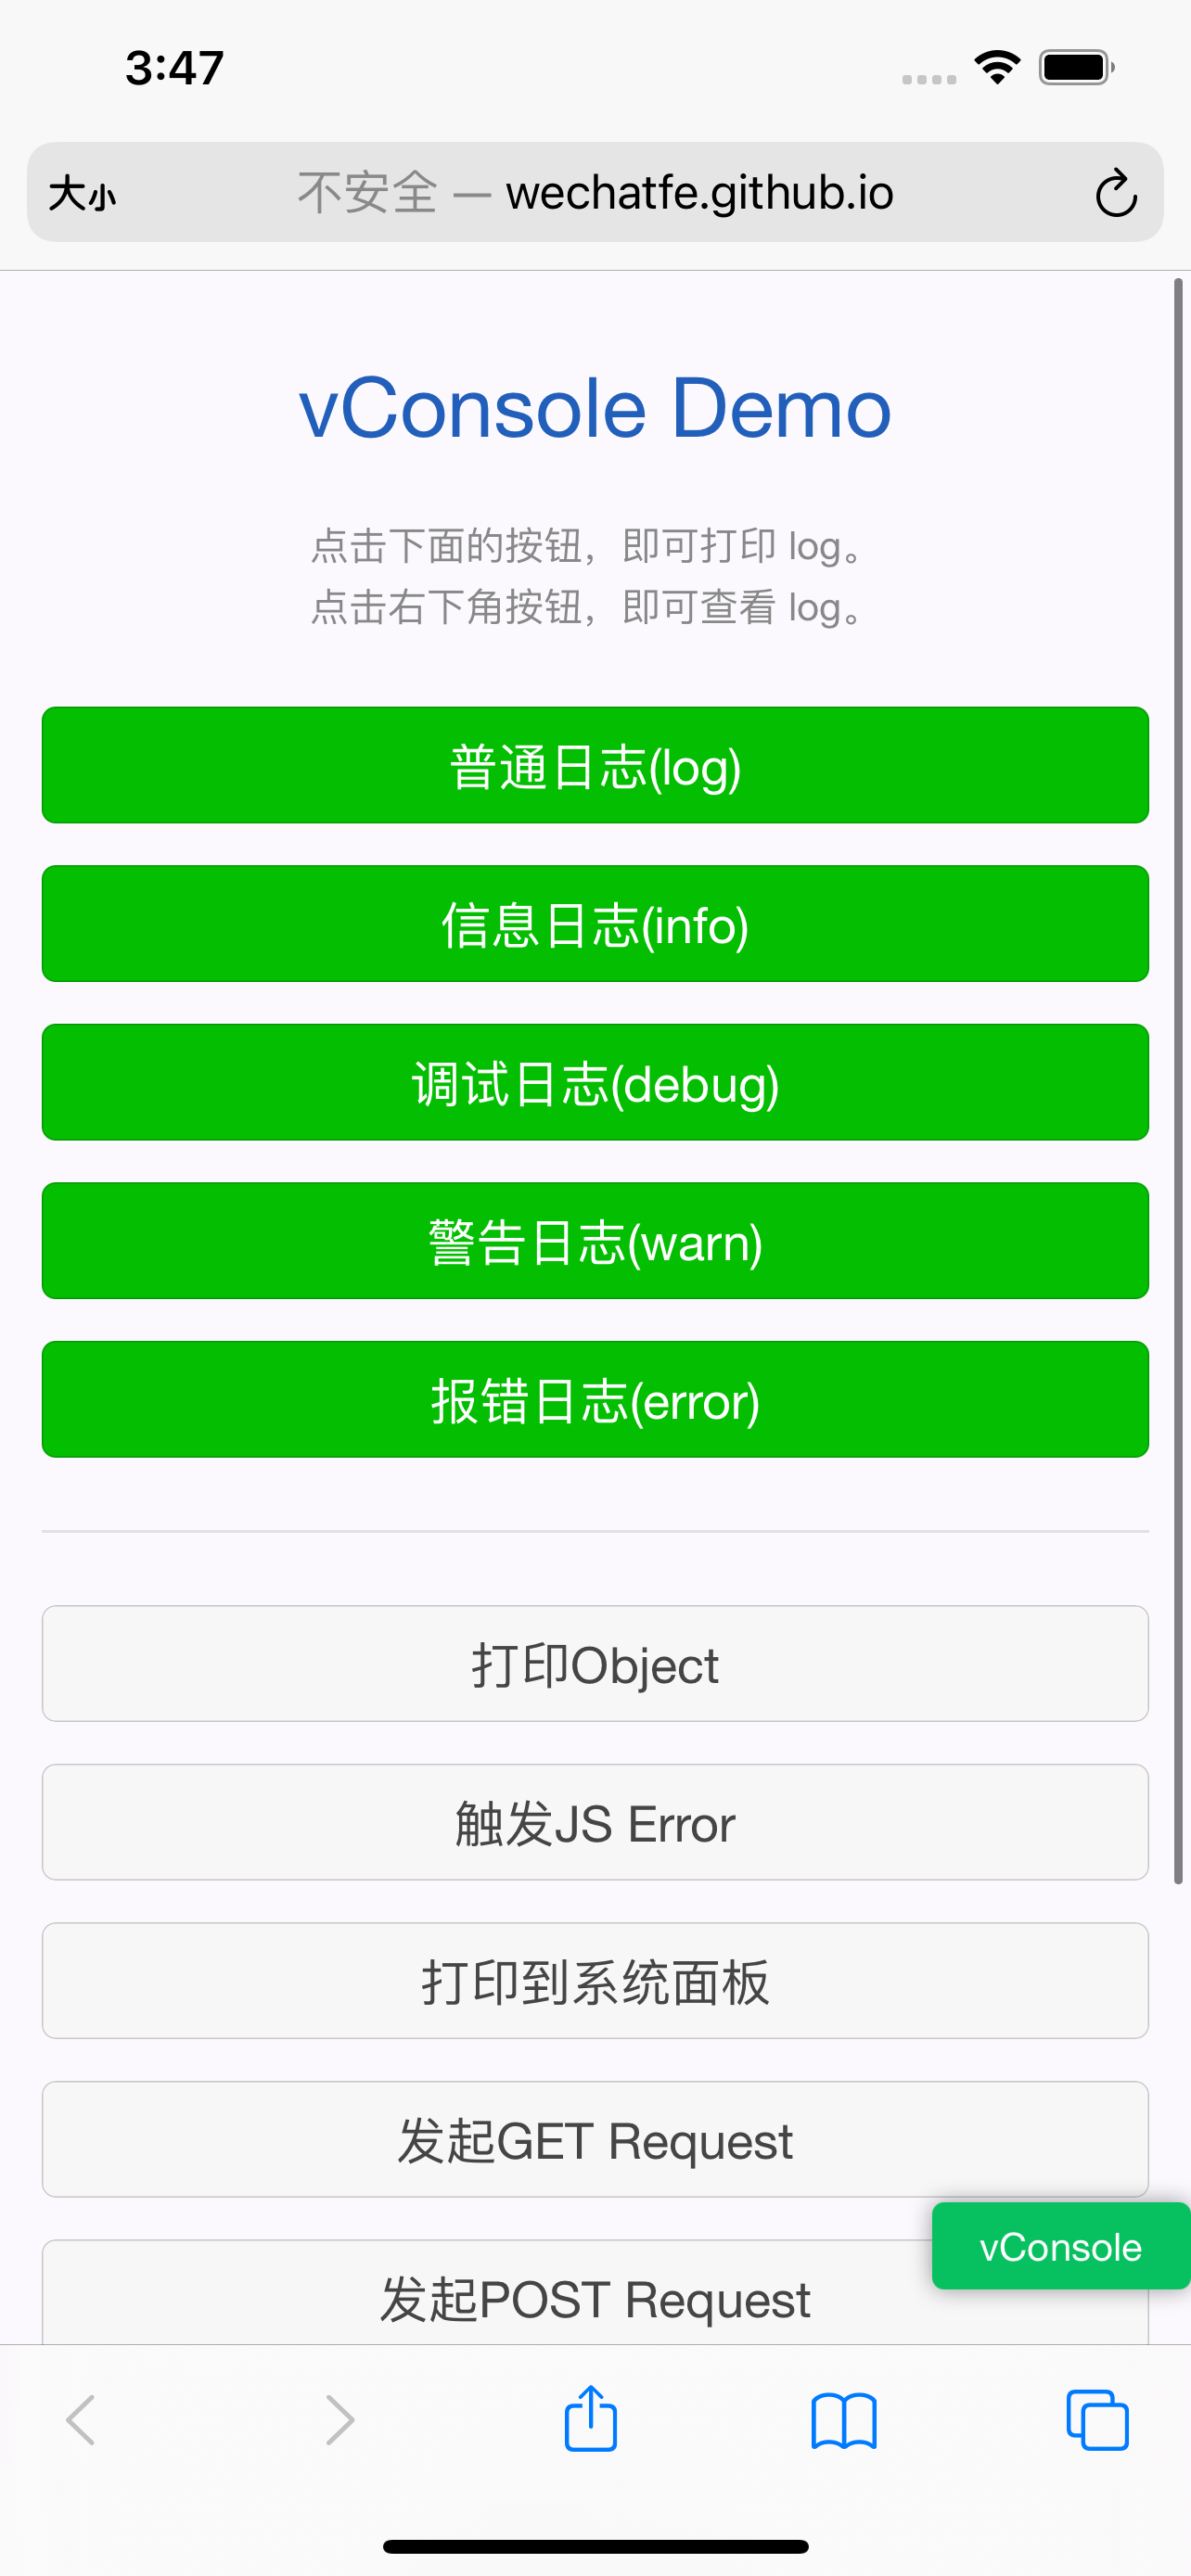 3:47
大小
不安全 — wechatfe.github.io
vConsole Demo
点击下面的按钮，即可打印 log。
点击右下角按钮，即可查看 log。
普通日志(log)
信息日志(info)
调试日志(debug)
警告日志(warn)
报错日志(error)
打印Object
触发JS Error
打印到系统面板
发起GET Request
vConsole
发起POST Request